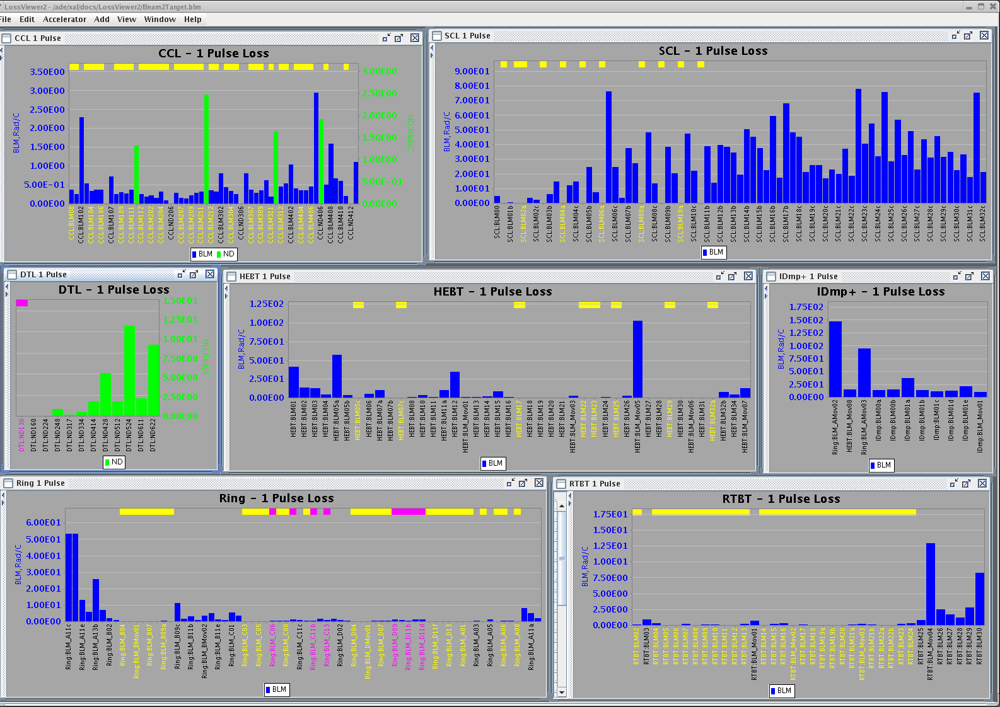 LossViewer2 - /ade/xal/docs/LossViewer2/Beam2Target.blm
File Edit Accelerator Add View Window Help
CCL 1 Pulse
CCL - 1 Pulse Loss
3.50E00
3.00E00
2.50E00
2.00E00
1.50E00
1.00E00
5.00E-01
0.00E00
BLM,Rad/C
3.00E00
2.50E00
2.00E00
1.50E00
1.00E00
5.00E-01
0.00E00
ND,Rad/C
CCL:BLM00
CCL:BLM102
CCL:BLM104
CCL:BLM106
CCL:BLM107
CCL:BLM109
CCL:BLM111
CCL:BLM112
CCL:BLM202
CCL:BLM204
CCL:ND206
CCL:BLM207
CCL:BLM209
CCL:BLM211
CCL:BLM212
CCL:BLM302
CCL:BLM304
CCL:ND306
CCL:BLM307
CCL:BLM309
CCL:BLM311
CCL:BLM312
CCL:BLM402
CCL:BLM404
CCL:BLM406
CCL:ND406
CCL:BLM408
CCL:BLM410
CCL:ND412
BLM ND
SCL 1 Pulse
SCL - 1 Pulse Loss
9.00E01
8.00E01
7.00E01
6.00E01
5.00E01
4.00E01
3.00E01
2.00E01
1.00E01
0.00E00
BLM,Rad/C
SCL:BLM00
SCL:BLM01b
SCL:BLM02a
SCL:BLM02c
SCL:BLM03b
SCL:BLM04a
SCL:BLM04c
SCL:BLM05b
SCL:BLM06a
SCL:BLM06c
SCL:BLM07b
SCL:BLM08a
SCL:BLM08c
SCL:BLM09b
SCL:BLM10a
SCL:BLM10c
SCL:BLM11b
SCL:BLM12b
SCL:BLM13b
SCL:BLM14b
SCL:BLM15b
SCL:BLM16b
SCL:BLM17b
SCL:BLM18b
SCL:BLM19c
SCL:BLM20c
SCL:BLM21c
SCL:BLM22c
SCL:BLM23c
SCL:BLM24c
SCL:BLM25c
SCL:BLM26c
SCL:BLM27c
SCL:BLM28c
SCL:BLM29c
SCL:BLM30c
SCL:BLM31c
SCL:BLM32c
BLM
DTL 1 Pulse
DTL - 1 Pulse Loss
1.50E01
1.25E01
1.00E01
7.50E00
5.00E00
2.50E00
0.00E00
ND,Rad/C
DTL:ND130
DTL:ND160
DTL:ND224
DTL:ND248
DTL:ND317
DTL:ND334
DTL:ND414
DTL:ND428
DTL:ND512
DTL:ND524
DTL:ND611
DTL:ND622
ND
HEBT 1 Pulse
HEBT - 1 Pulse Loss
1.25E02
1.00E02
7.50E01
5.00E01
2.50E01
0.00E00
BLM,Rad/C
HEBT:BLM01
HEBT:BLM02
HEBT:BLM03
HEBT:BLM04
HEBT:BLM05a
HEBT:BLM05b
HEBT:BLM05c
HEBT:BLM06
HEBT:BLM07a
HEBT:BLM07b
HEBT:BLM07c
HEBT:BLM08
HEBT:BLM10
HEBT:BLM11
HEBT:BLM11a
HEBT:BLM12
HEBT:BLM_Mov01
HEBT:BLM13
HEBT:BLM14
HEBT:BLM15
HEBT:BLM16
HEBT:BLM17
HEBT:BLM18
HEBT:BLM19
HEBT:BLM20
HEBT:BLM21
HEBT:BLM_Mov03
HEBT:BLM22
HEBT:BLM23
HEBT:BLM24
HEBT:BLM25
HEBT:BLM26
HEBT:BLM_Mov05
HEBT:BLM27
HEBT:BLM28
HEBT:BLM29
HEBT:BLM30
HEBT:BLM_Mov06
HEBT:BLM31
HEBT:BLM32a
HEBT:BLM32b
HEBT:BLM34
HEBT:BLM_Mov07
BLM
IDmp+ 1 Pulse
IDmp+ - 1 Pulse Loss
1.75E02
1.50E02
1.25E02
1.00E02
7.50E01
5.00E01
2.50E01
0.00E00
BLM,Rad/C
Ring:BLM_AMov02
HEBT:BLM_Mov08
Ring:BLM_AMov03
IDmp:BLM00a
IDmp:BLM00b
IDmp:BLM01a
IDmp:BLM01b
IDmp:BLM01c
IDmp:BLM01d
IDmp:BLM01e
IDmp:BLM_Mov01
BLM
Ring 1 Pulse
Ring - 1 Pulse Loss
6.00E01
5.00E01
4.00E01
3.00E01
2.00E01
1.00E01
0.00E00
BLM,Rad/C
Ring:BLM_A11c
Ring:BLM_A11e
Ring:BLM_A13b
Ring:BLM_B02
Ring:BLM_B04
Ring:BLM_BMov01
Ring:BLM_B07
Ring:BLM_B09a
Ring:BLM_B09c
Ring:BLM_B11b
Ring:BLM_BMov02
Ring:BLM_B11e
Ring:BLM_C01
Ring:BLM_C03
Ring:BLM_C05
Ring:BLM_C06
Ring:BLM_C08
Ring:BLM_C11c
Ring:BLM_C11b
Ring:BLM_C13
Ring:BLM_D02
Ring:BLM_D04
Ring:BLM_DMov01
Ring:BLM_D07
Ring:BLM_D09
Ring:BLM_D11b
Ring:BLM_D11d
Ring:BLM_D11f
Ring:BLM_D13
Ring:BLM_A01
Ring:BLM_A03
Ring:BLM_A05
Ring:BLM_A06
Ring:BLM_A08
Ring:BLM_A11a
BLM
RTBT 1 Pulse
RTBT - 1 Pulse Loss
1.75E01
1.50E01
1.25E01
1.00E01
7.50E00
5.00E00
2.50E00
0.00E00
BLM,Rad/C
RTBT:BLM02
RTBT:BLM03
RTBT:BLM04
RTBT:BLM05
RTBT:BLM06
RTBT:BLM07
RTBT:BLM08
RTBT:BLM09
RTBT:BLM10
RTBT:BLM11
RTBT:BLM12
RTBT:BLM13
RTBT:BLM_Mov01
RTBT:BLM14
RTBT:BLM15
RTBT:BLM16
RTBT:BLM_Mov02
RTBT:BLM17
RTBT:BLM18
RTBT:BLM19a
RTBT:BLM19b
RTBT:BLM20
RTBT:BLM21a
RTBT:BLM_Mov03
RTBT:BLM21b
RTBT:BLM22a
RTBT:BLM22b
RTBT:BLM23
RTBT:BLM24
RTBT:BLM25
RTBT:BLM_Mov04
RTBT:BLM26
RTBT:BLM27
RTBT:BLM28
RTBT:BLM29
RTBT:BLM30
BLM